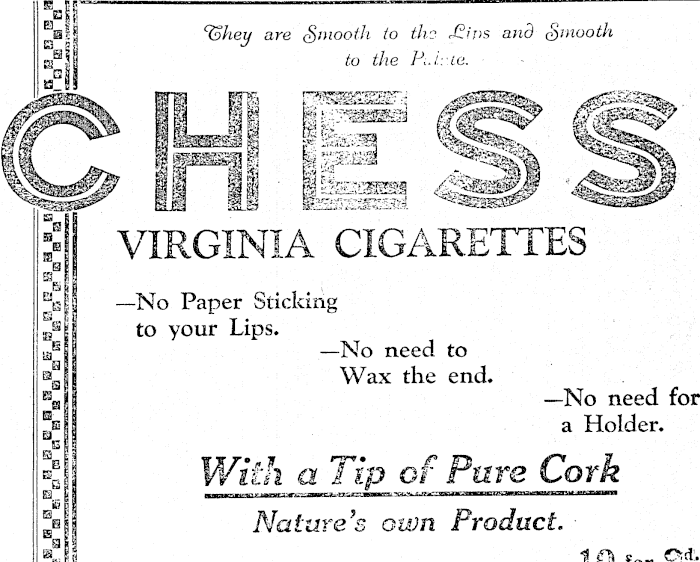 They are Smooth to the Lips and Smooth
to the Palate.
CHESS
VIRGINIA CIGARETTES
—No Paper Sticking
to your Lips.
—No need to
Wax the end.
—No need for
a Holder.
With a Tip of Pure Cork
Nature's own Product.
for